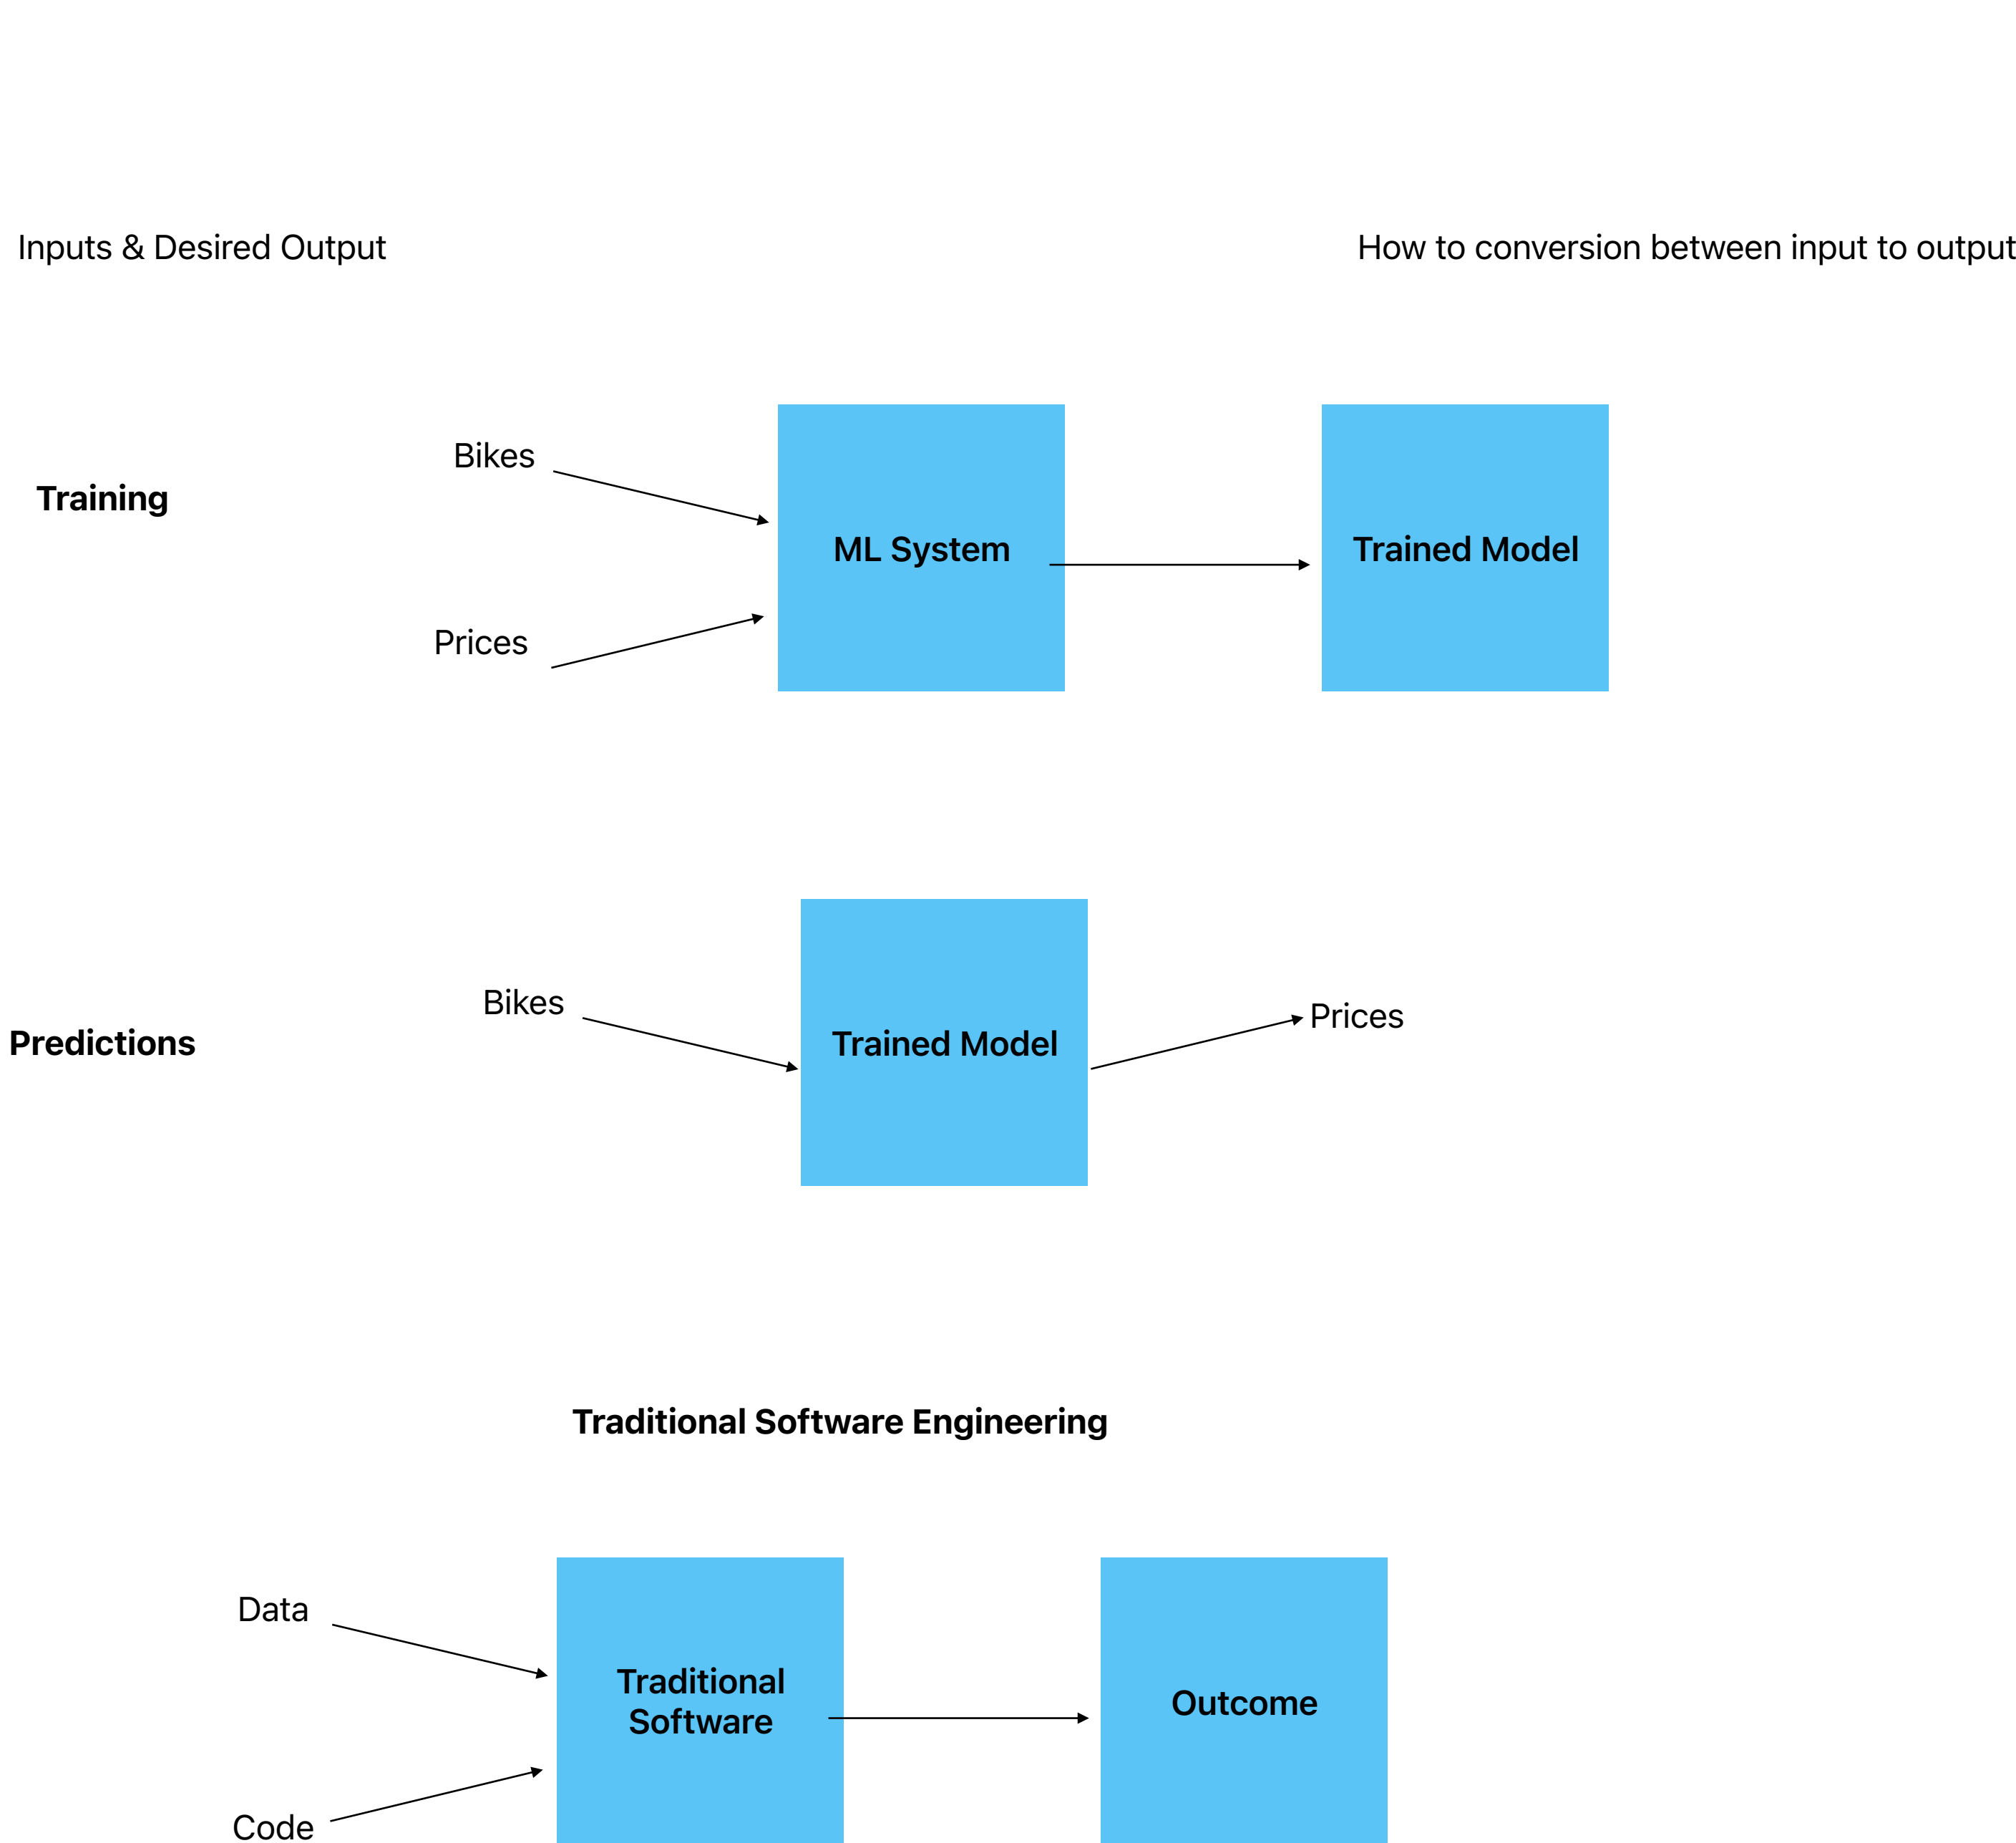 Inputs & Desired Output
How to conversion between input to output
Training
Bikes
Prices
ML System
Trained Model
Predictions
Bikes
Trained Model
Prices
Traditional Software Engineering
Data
Code
Traditional
Software
Outcome